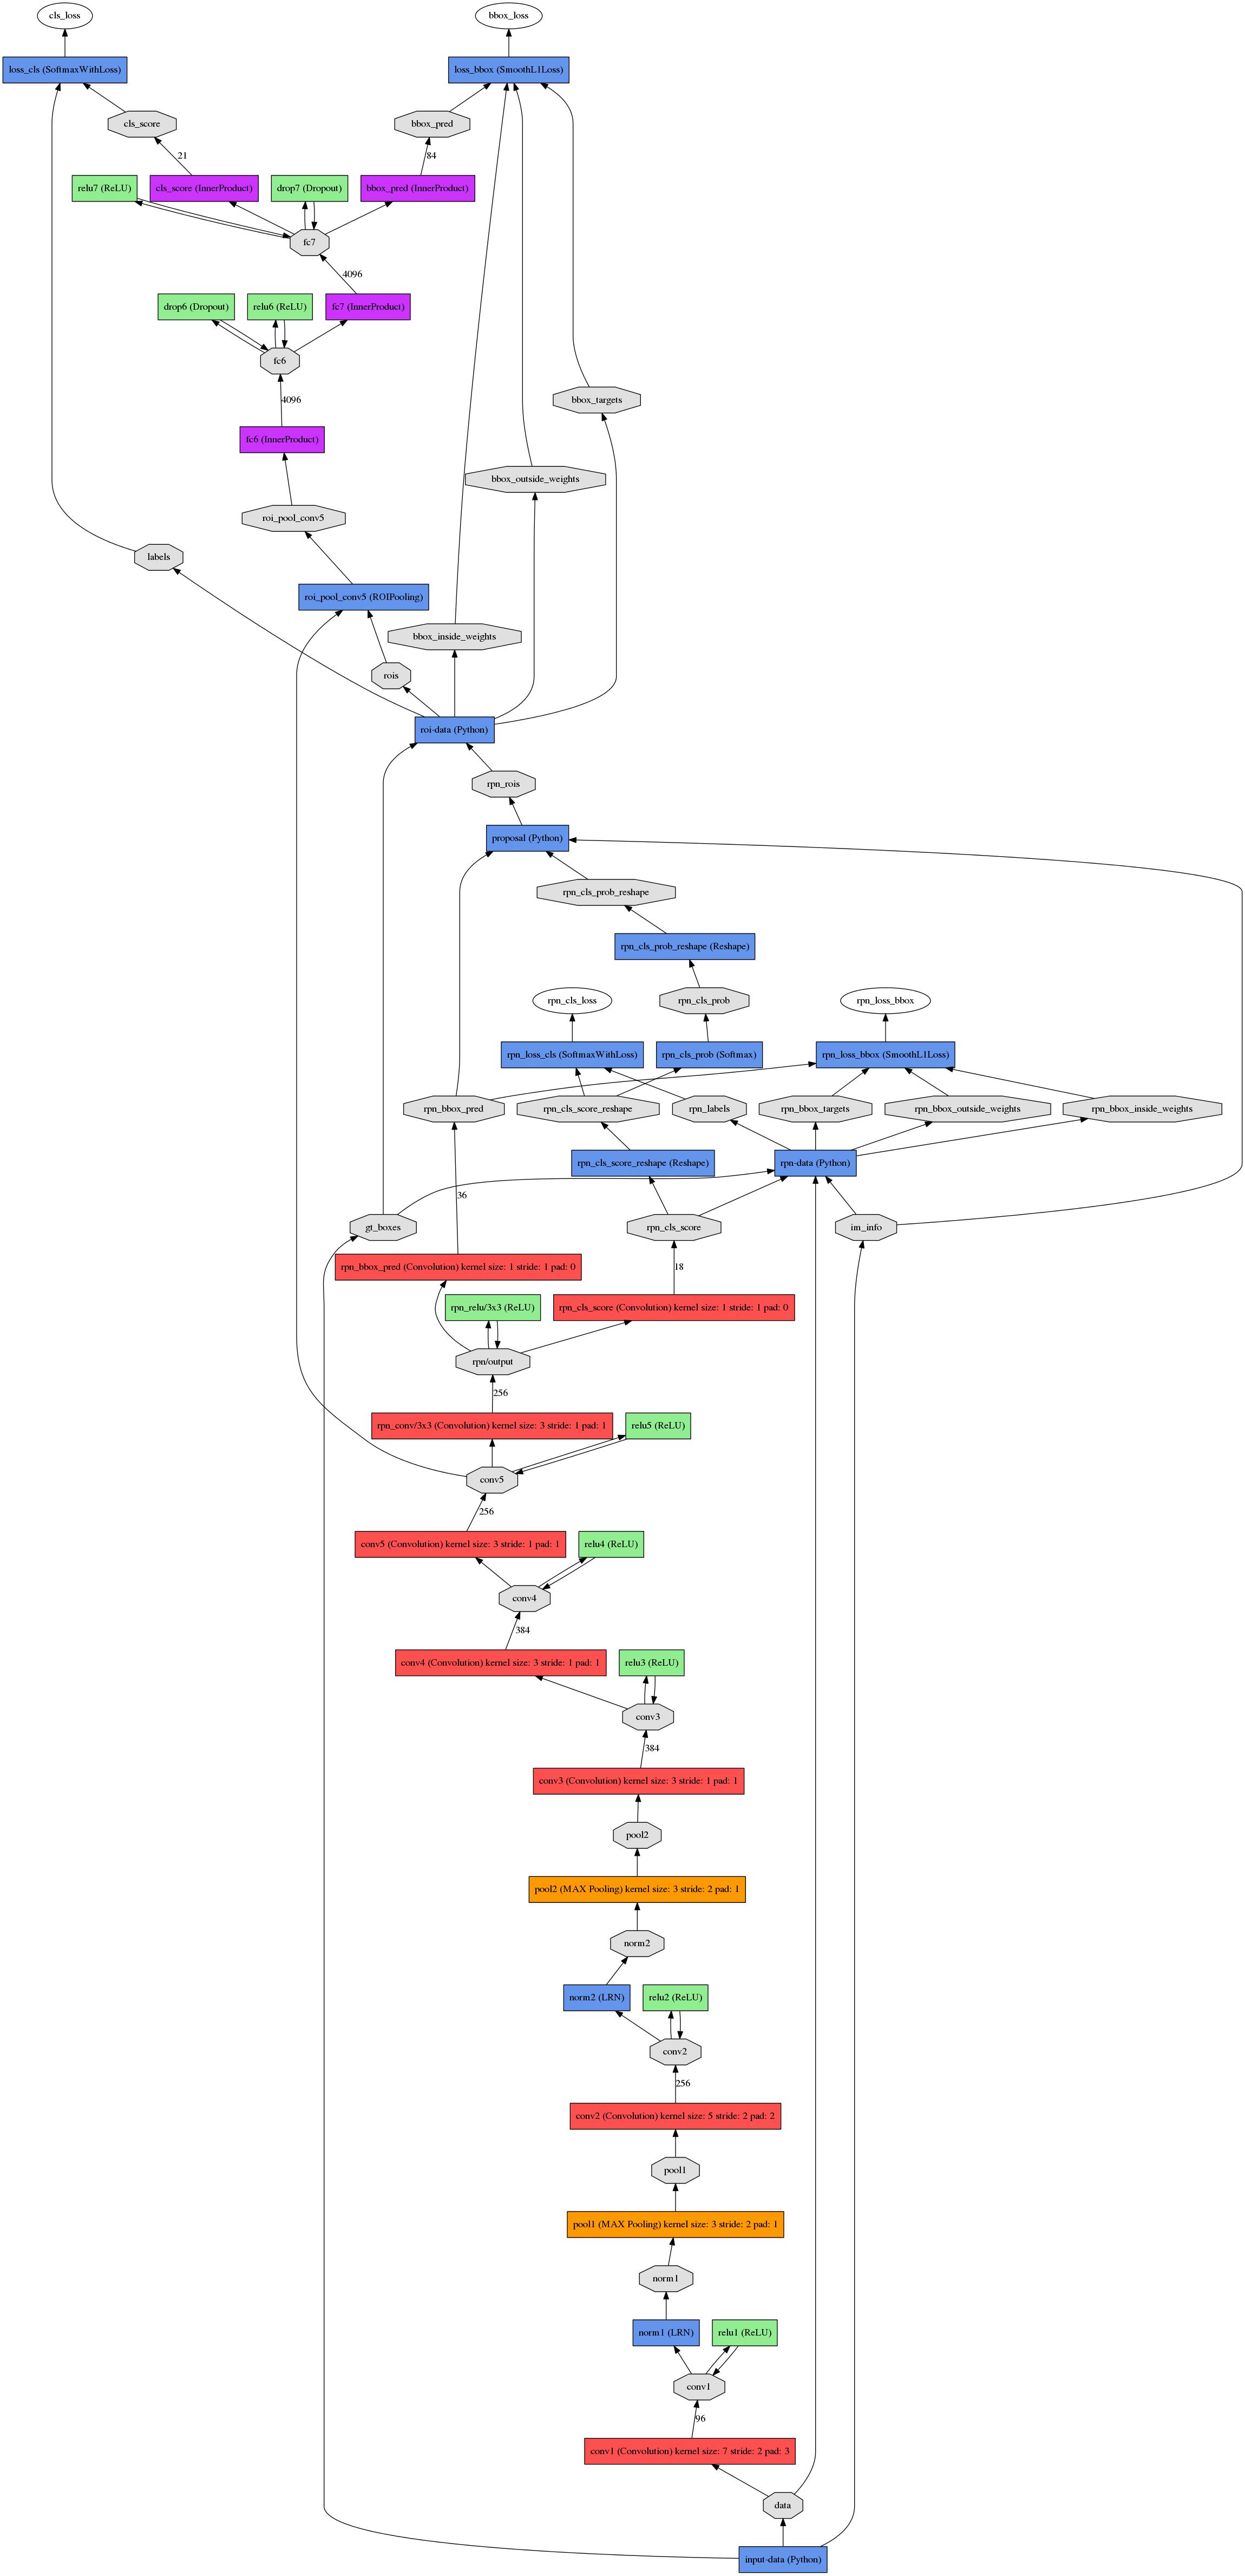 cls_loss
bbox_loss
loss_cls (SoftmaxWithLoss)
loss_bbox (SmoothL1Loss)
cls_score
bbox_pred
21
84
relu7 (ReLU)
cls_score (InnerProduct)
drop7 (Dropout)
bbox_pred (InnerProduct)
fc7
4096
drop6 (Dropout)
relu6 (ReLU)
fc7 (InnerProduct)
fc6
4096
bbox_targets
fc6 (InnerProduct)
bbox_outside_weights
roi_pool_conv5
labels
roi_pool_conv5 (ROIPooling)
bbox_inside_weights
rois
roi-data (Python)
rpn_rois
proposal (Python)
rpn_cls_prob_reshape
rpn_cls_prob_reshape (Reshape)
rpn_cls_loss
rpn_cls_prob
rpn_loss_bbox
rpn_loss_cls (SoftmaxWithLoss)
rpn_cls_prob (Softmax)
rpn_loss_bbox (SmoothL1Loss)
rpn_bbox_pred
rpn_cls_score_reshape
rpn_labels
rpn_bbox_targets
rpn_bbox_outside_weights
rpn_bbox_inside_weights
rpn_cls_score_reshape (Reshape)
rpn-data (Python)
36
gt_boxes
rpn_cls_score
im_info
rpn_bbox_pred (Convolution) kernel size: 1 stride: 1 pad: 0
18
rpn_relu/3x3 (ReLU)
rpn_cls_score (Convolution) kernel size: 1 stride: 1 pad: 0
rpn/output
256
rpn_conv/3x3 (Convolution) kernel size: 3 stride: 1 pad: 1
relu5 (ReLU)
conv5
256
conv5 (Convolution) kernel size: 3 stride: 1 pad: 1
relu4 (ReLU)
conv4
384
conv4 (Convolution) kernel size: 3 stride: 1 pad: 1
relu3 (ReLU)
conv3
384
conv3 (Convolution) kernel size: 3 stride: 1 pad: 1
pool2
pool2 (MAX Pooling) kernel size: 3 stride: 2 pad: 1
norm2
norm2 (LRN)
relu2 (ReLU)
conv2
256
conv2 (Convolution) kernel size: 5 stride: 2 pad: 2
pool1
pool1 (MAX Pooling) kernel size: 3 stride: 2 pad: 1
norm1
norm1 (LRN)
relu1 (ReLU)
conv1
96
conv1 (Convolution) kernel size: 7 stride: 2 pad: 3
data
input-data (Python)